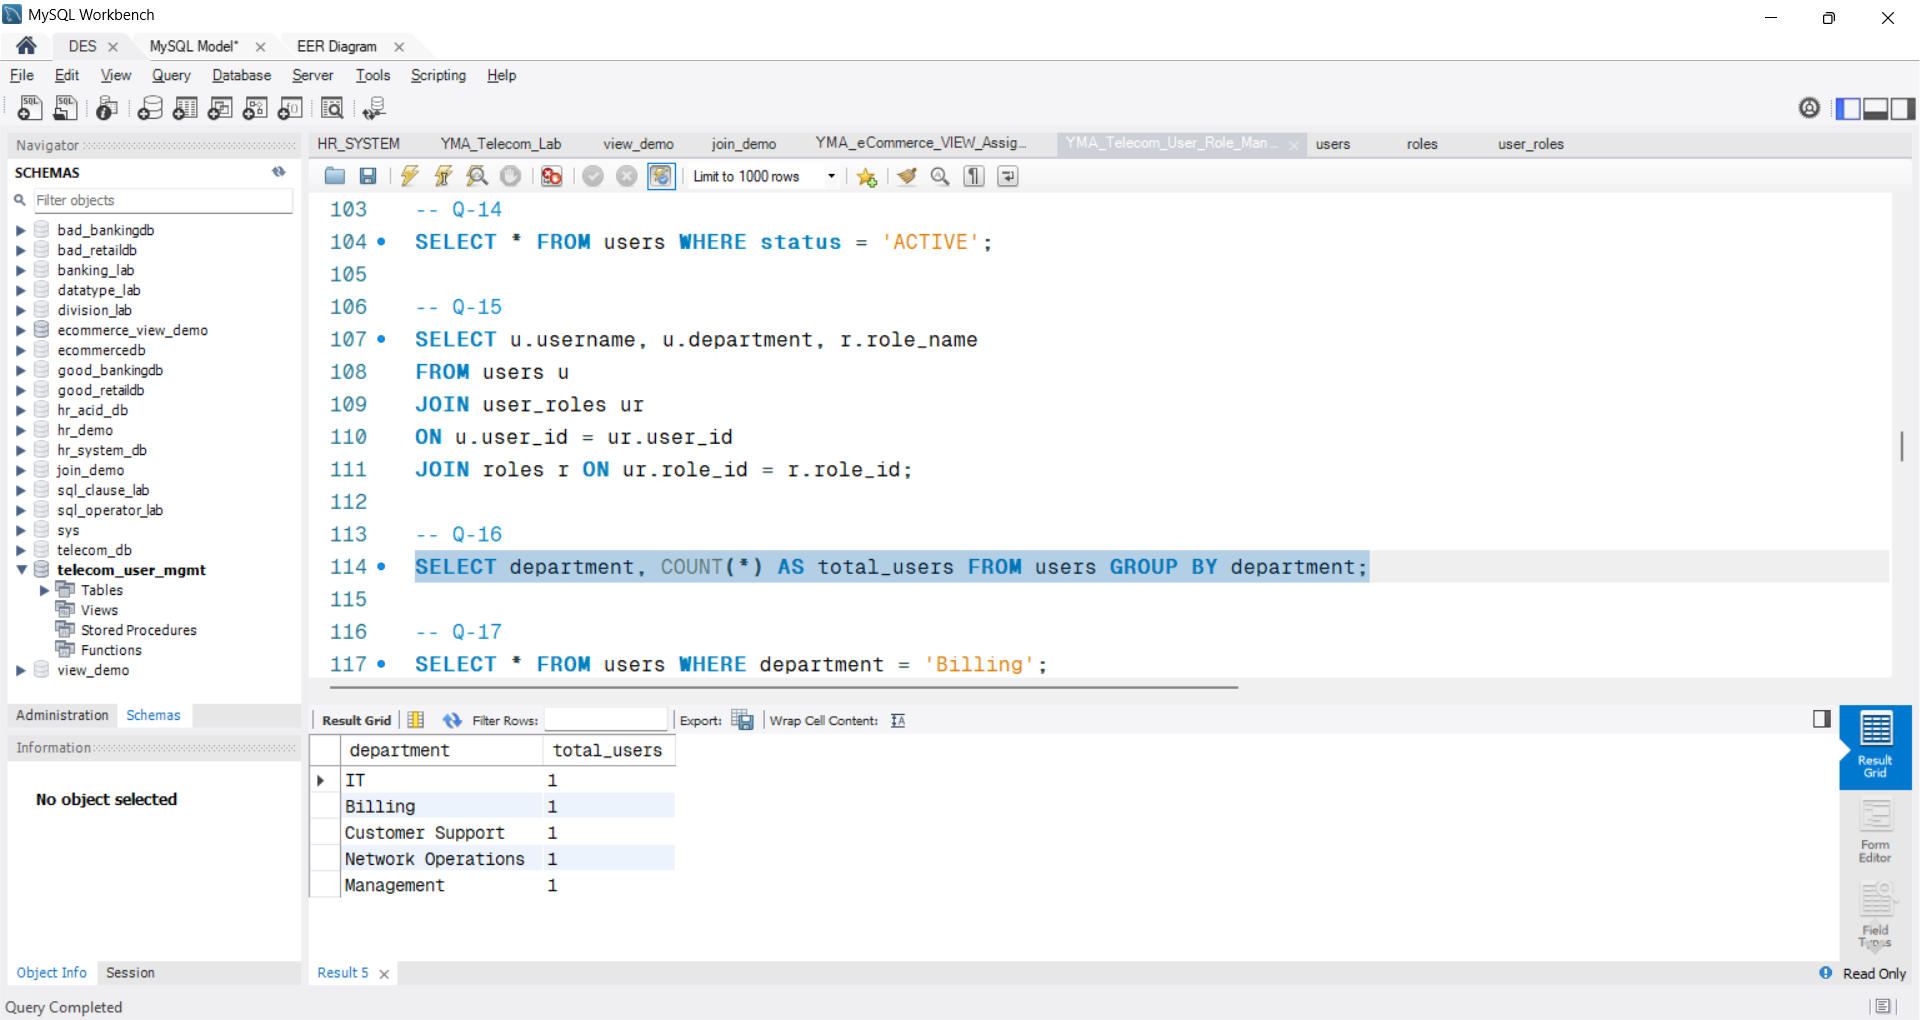 MySQL Workbench
DES
MySQL Model*
EER Diagram
File Edit View Query Database Server Tools Scripting Help
Navigator
SCHEMAS
Filter objects
bad_bankingdb
bad_retaildb
banking_lab
datatype_lab
division_lab
ecommerce_view_demo
ecommercedb
good_bankingdb
good_retaildb
hr_acid_db
hr_demo
hr_system_db
join_demo
sql_clause_lab
sql_operator_lab
sys
telecom_db
telecom_user_mgmt
Tables
Views
Stored Procedures
Functions
view_demo
Administration Schemas
Information
No object selected
Object Info Session
HR_SYSTEM YMA_Telecom_Lab view_demo join_demo YMA_eCommerce_VIEW_Assig... YMA_Telecom_User_Role_Man... users roles user_roles
Limit to 1000 rows
103 -- Q-14
104 SELECT * FROM users WHERE status = 'ACTIVE';
105
106 -- Q-15
107 SELECT u.username, u.department, r.role_name
108 FROM users u
109 JOIN user_roles ur
110 ON u.user_id = ur.user_id
111 JOIN roles r ON ur.role_id = r.role_id;
112
113 -- Q-16
114 SELECT department, COUNT(*) AS total_users FROM users GROUP BY department;
115
116 -- Q-17
117 SELECT * FROM users WHERE department = 'Billing';
Result Grid Filter Rows: Export: Wrap Cell Content:
department total_users
IT 1
Billing 1
Customer Support 1
Network Operations 1
Management 1
Result Grid
Form Editor
Field Types
Result 5
Read Only
Query Completed